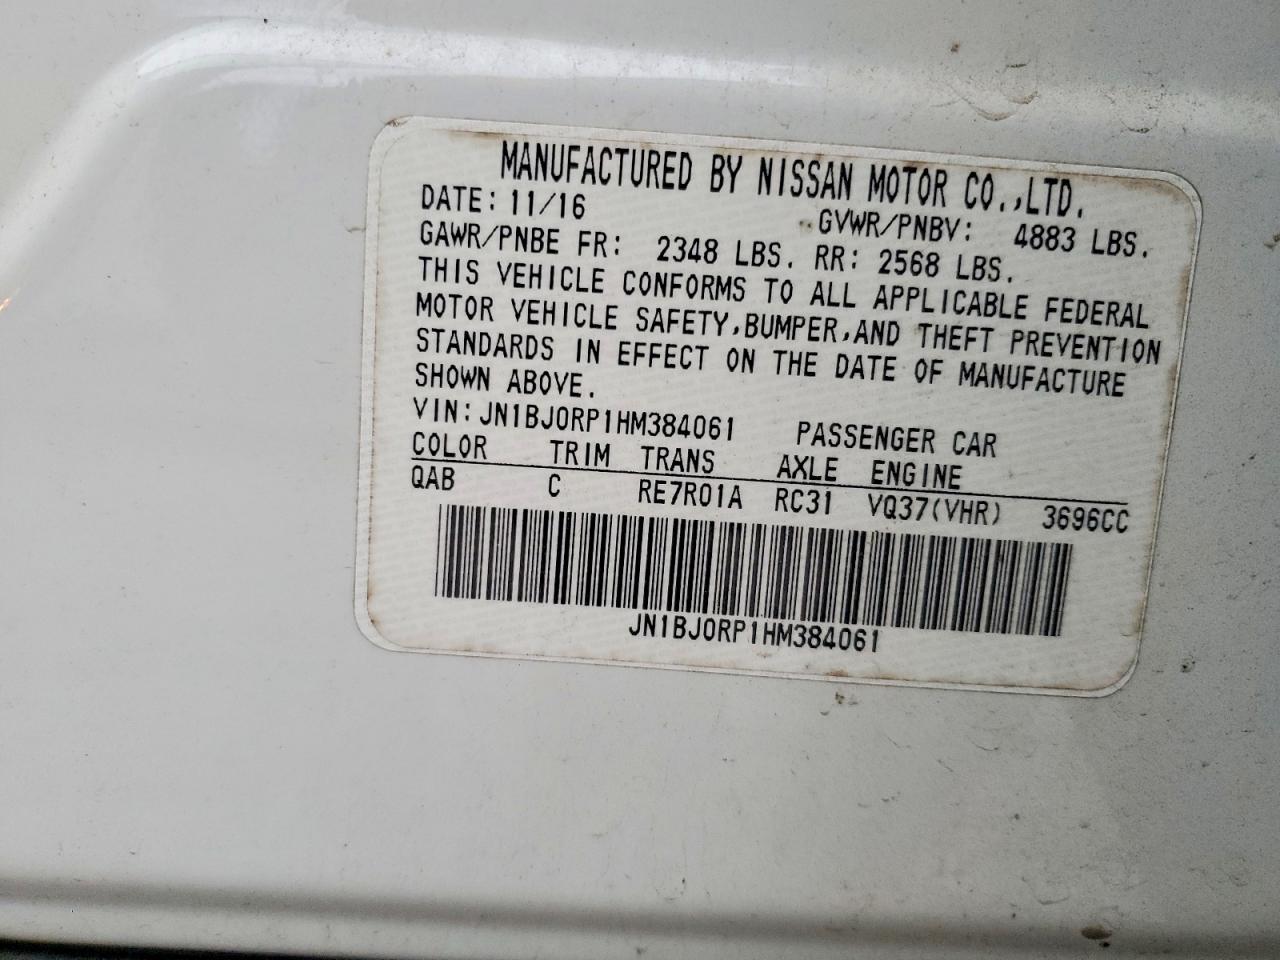 MANUFACTURED BY NISSAN MOTOR CO.,LTD.
DATE: 11/16 GVWR/PNBV: 4883 LBS.
GAWR/PNBE FR: 2348 LBS. RR: 2568 LBS.
THIS VEHICLE CONFORMS TO ALL APPLICABLE FEDERAL
MOTOR VEHICLE SAFETY,BUMPER,AND THEFT PREVENTION
STANDARDS IN EFFECT ON THE DATE OF MANUFACTURE
SHOWN ABOVE.
VIN: JN1BJ0RP1HM384061 PASSENGER CAR
COLOR TRIM TRANS AXLE ENGINE
QAB C RE7R01A RC31 VQ37(VHR) 3696CC
JN1BJ0RP1HM384061